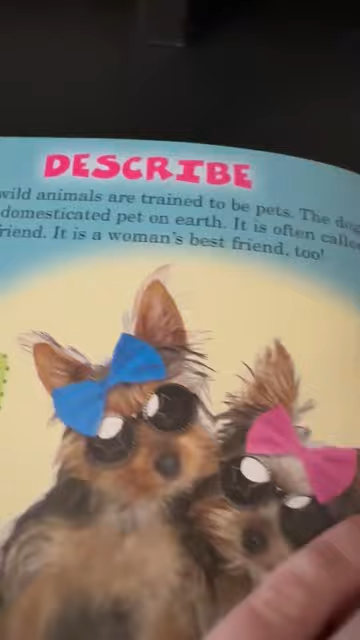 DESCRIBE
wild animals are trained to be pets. The dog
domesticated pet on earth. It is often called
riend. It is a woman's best friend, too!